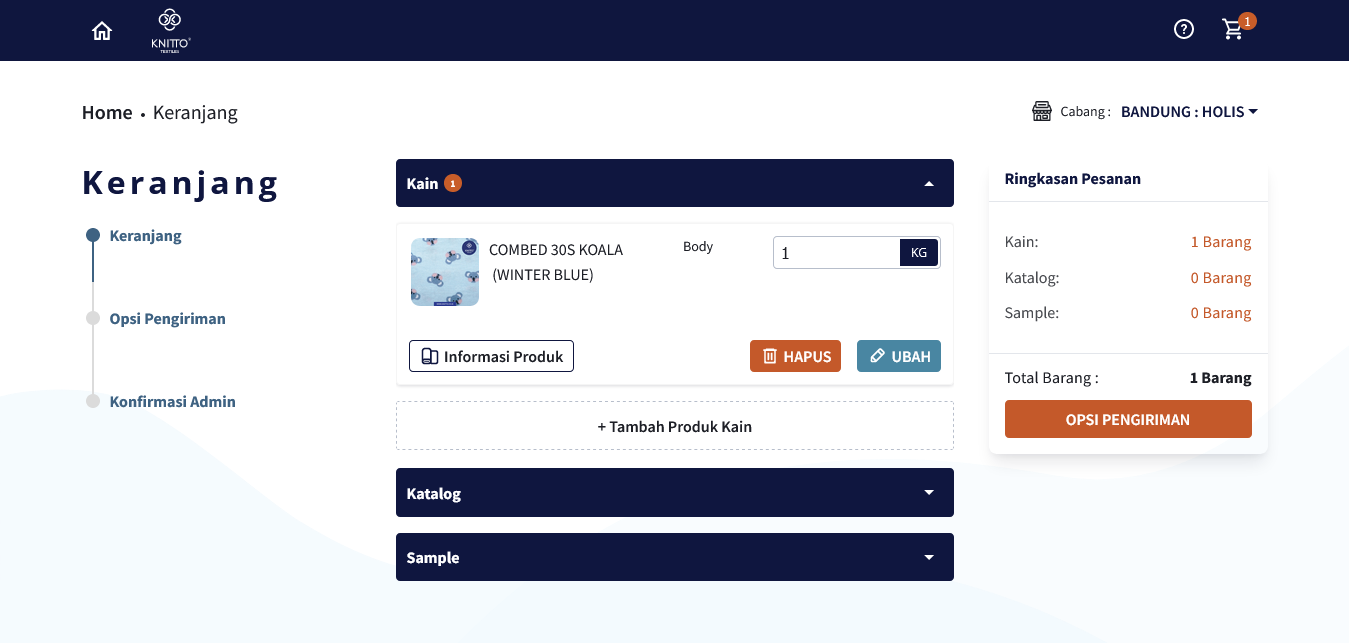 KNITTO
TEXTILES
1
Home • Keranjang
Cabang : BANDUNG : HOLIS
Keranjang
Keranjang
Opsi Pengiriman
Konfirmasi Admin
Kain 1
COMBED 30S KOALA
(WINTER BLUE)
Body
1 KG
Informasi Produk
HAPUS
UBAH
+ Tambah Produk Kain
Katalog
Sample
Ringkasan Pesanan
Kain: 1 Barang
Katalog: 0 Barang
Sample: 0 Barang
Total Barang : 1 Barang
OPSI PENGIRIMAN